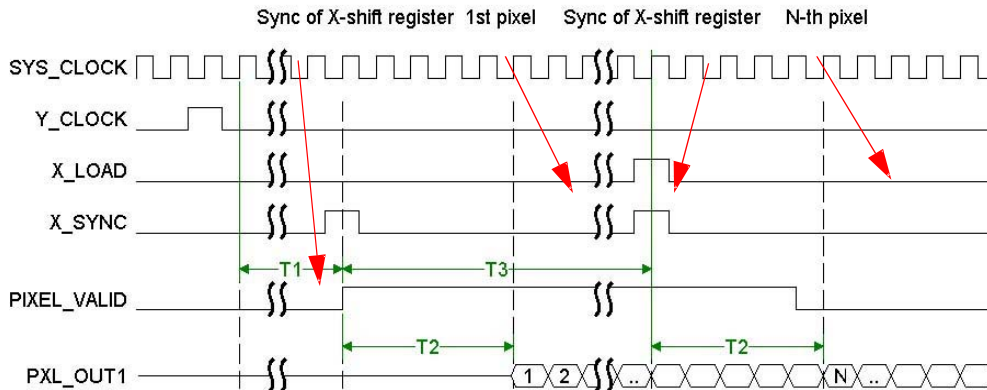 Sync of X-shift register 1st pixel Sync of X-shift register N-th pixel
SYS_CLOCK
Y_CLOCK
X_LOAD
X_SYNC
T1 T3
PIXEL_VALID
T2 T2
PXL_OUT1 1 2 .. N ..